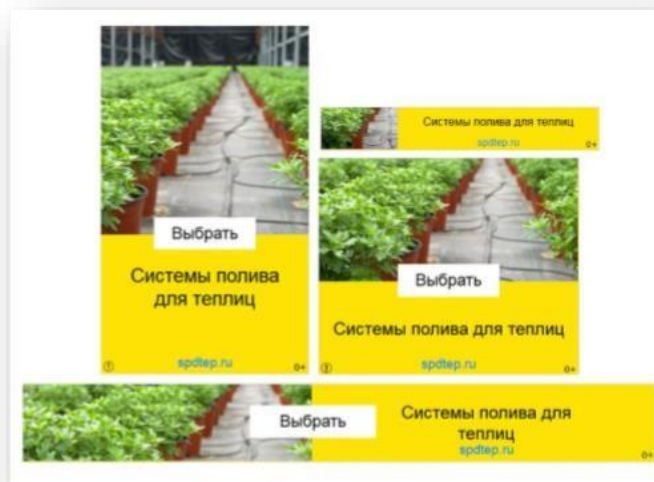 Выбрать
Системы полива
для теплиц
spdtep.ru
0+
Системы полива для теплиц
spdtep.ru
0+
Выбрать
Системы полива для теплиц
spdtep.ru
0+
Выбрать
Системы полива для
теплиц
spdtep.ru
0+